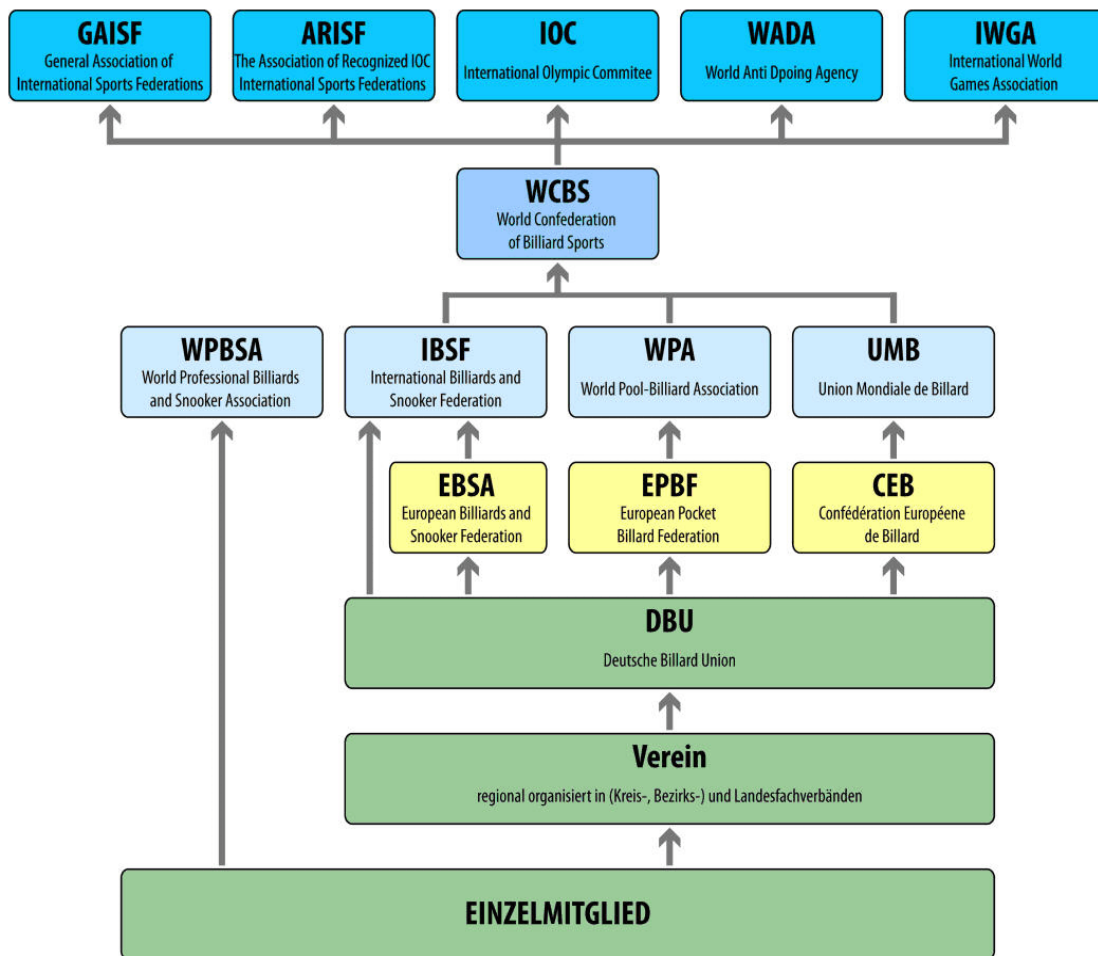 GAISF
General Association of
International Sports Federations
ARISF
The Association of Recognized IOC
International Sports Federations
IOC
International Olympic Commitee
WADA
World Anti Dpoing Agency
IWGA
International World
Games Association
WCBS
World Confederation
of Billiard Sports
WPBSA
World Professional Billiards
and Snooker Association
IBSF
International Billiards and
Snooker Federation
WPA
World Pool-Billiard Association
UMB
Union Mondiale de Billard
EBSA
European Billiards and
Snooker Federation
EPBF
European Pocket
Billard Federation
CEB
Confédération Européene
de Billard
DBU
Deutsche Billard Union
Verein
regional organisiert in (Kreis-, Bezirks-) und Landesfachverbänden
EINZELMITGLIED